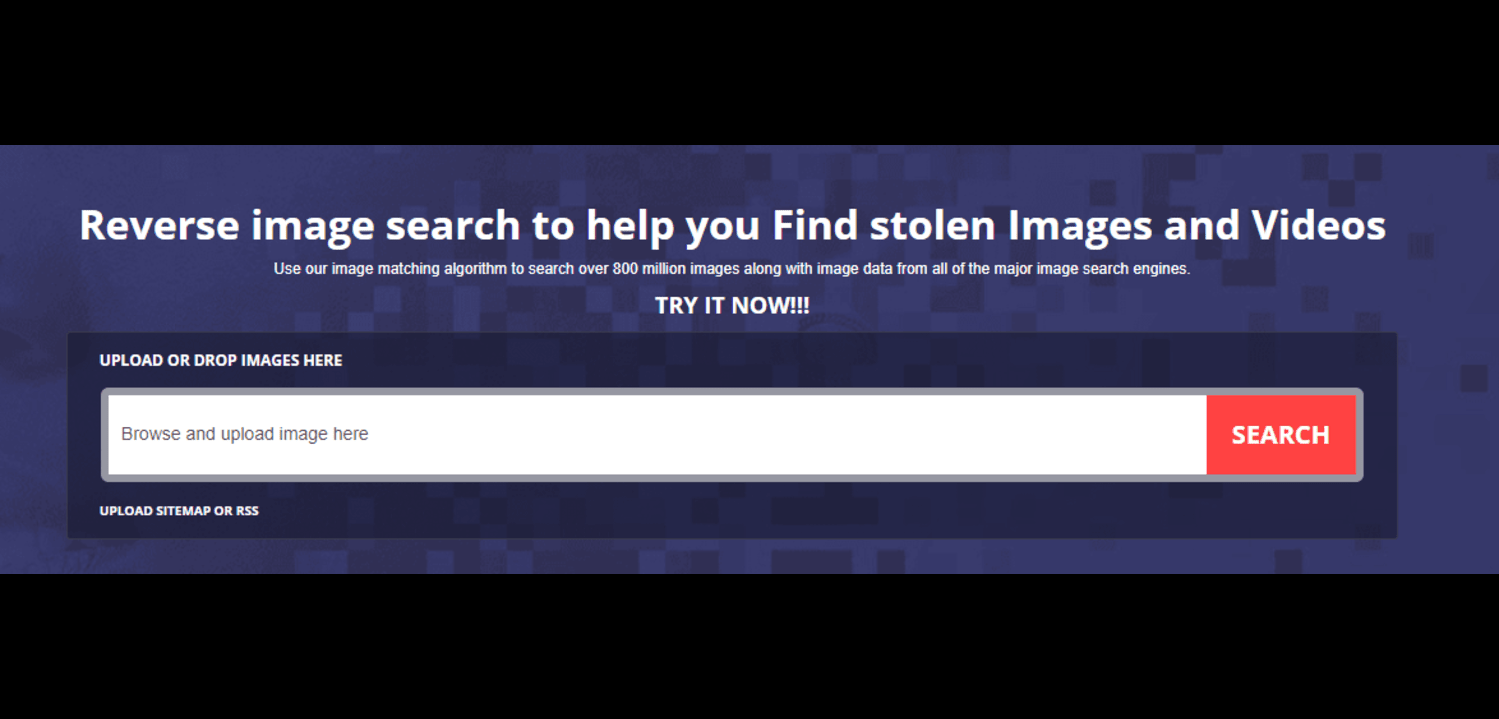 Reverse image search to help you Find stolen Images and Videos
Use our image matching algorithm to search over 800 million images along with image data from all of the major image search engines.
TRY IT NOW!!!
UPLOAD OR DROP IMAGES HERE
Browse and upload image here
SEARCH
UPLOAD SITEMAP OR RSS